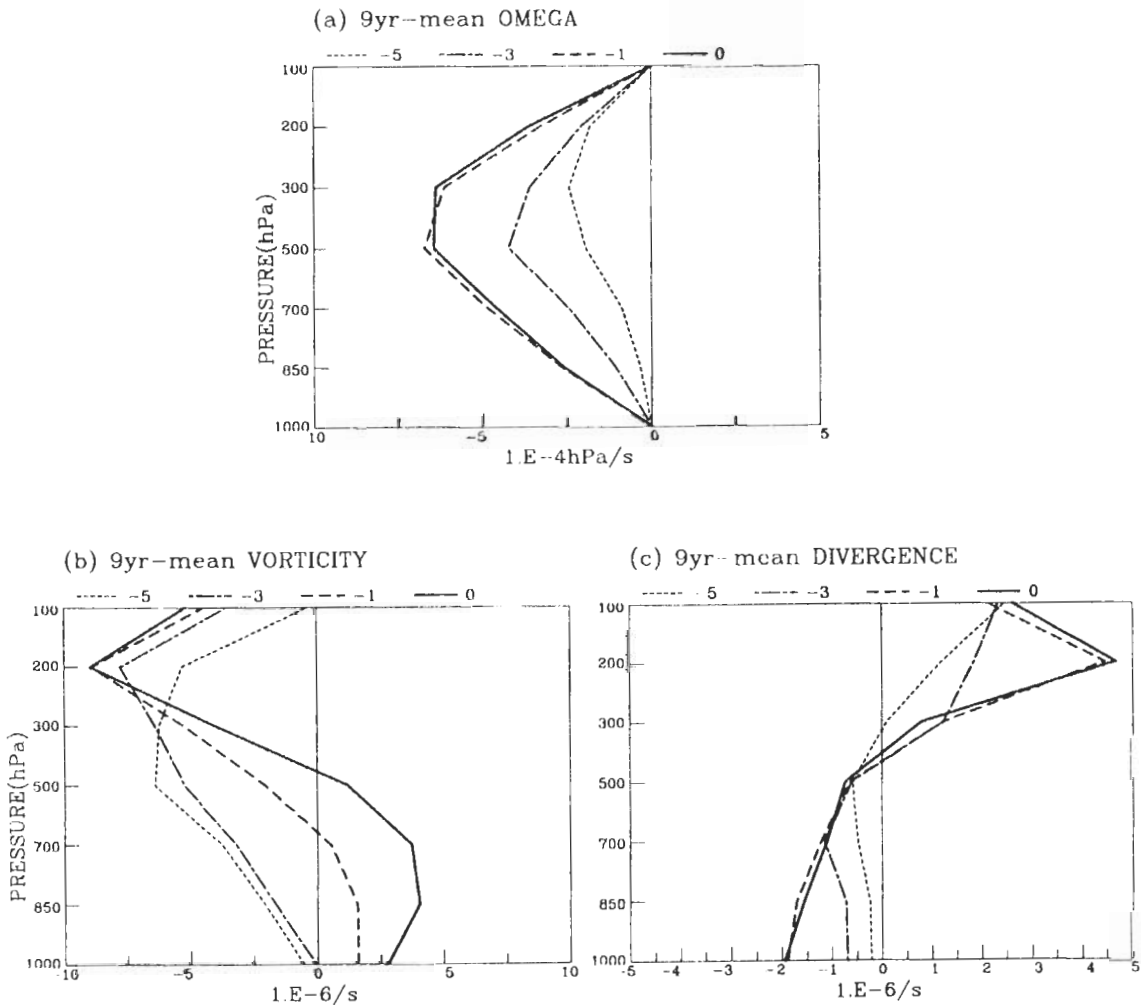 (a) 9yr-mean OMEGA
-5 -3 -1 0
100
200
300
500
700
850
1000
PRESSURE(hPa)
10 -5 0 5
1.E-4hPa/s
(b) 9yr-mean VORTICITY
-5 -3 -1 0
100
200
300
500
700
850
1000
PRESSURE(hPa)
-10 -5 0 5 10
1.E-6/s
(c) 9yr-mean DIVERGENCE
-5 -3 -1 0
100
200
300
500
700
850
1000
-5 -4 -3 -2 -1 0 1 2 3 4 5
1.E-6/s